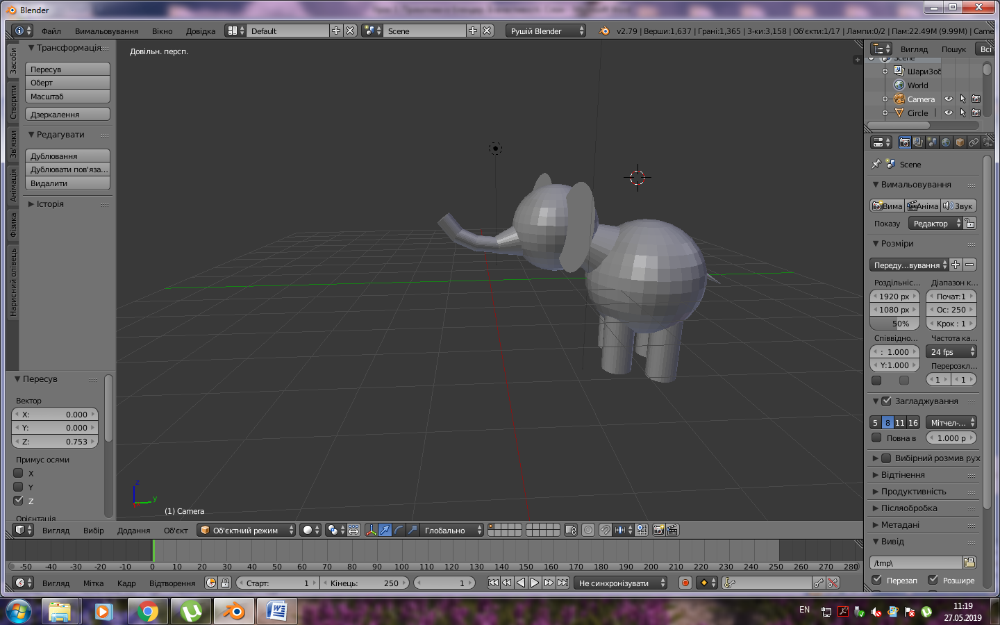 Blender
Файл Вимальовування Вікно Довідка Default Scene Рушій Blender v2.79 | Верши:1,637 | Грані:1,365 | 3-ки:3,158 | Об'єкти:1/17 | Лампи:0/2 | Пам:22.49M (9.99M) | Came
Засоби
Створити
Зв'язки
Анімація
Фізика
Нарисний олівець
Трансформація
Пересув
Оберт
Масштаб
Дзеркалення
Редагувати
Дублювання
Дублювати пов'яза...
Видалити
Історія
Пересув
Вектор
X: 0.000
Y: 0.000
Z: 0.753
Примус осями
X
Y
Z
Орієнтація
Довільн. персп.
z
y
(1) Camera
Вигляд Вибір Додання Об'єкт Об'єктний режим Глобально
-50 -40 -30 -20 -10 0 10 20 30 40 50 60 70 80 90 100 110 120 130 140 150 160 170 180 190 200 210 220 230 240 250 260 270 280
Вигляд Мітка Кадр Відтворення Старт: 1 Кінець: 250 1 Не синхронізувати
Вигляд Пошук Всі
Scene
ШариЗоб
World
Camera
Circle
Scene
Вимальовування
Вима Аніма Звук
Показу Редактор
Розміри
Переду...вування
Роздільніс... Діапазон к...
1920 px Почат:1
1080 px Ос: 250
50% Крок : 1
Співвідно... Частота ка...
: 1.000 24 fps
Y:1.000 Перерозкл...
1 1
Загладжування
5 8 11 16 Мітчел-...
Повна в 1.000 p
Вибірний розмив рух
Відтінення
Продуктивність
Післяобробка
Метадані
Вивід
/tmp\
Перезап Розшире
EN
11:19
27.05.2019